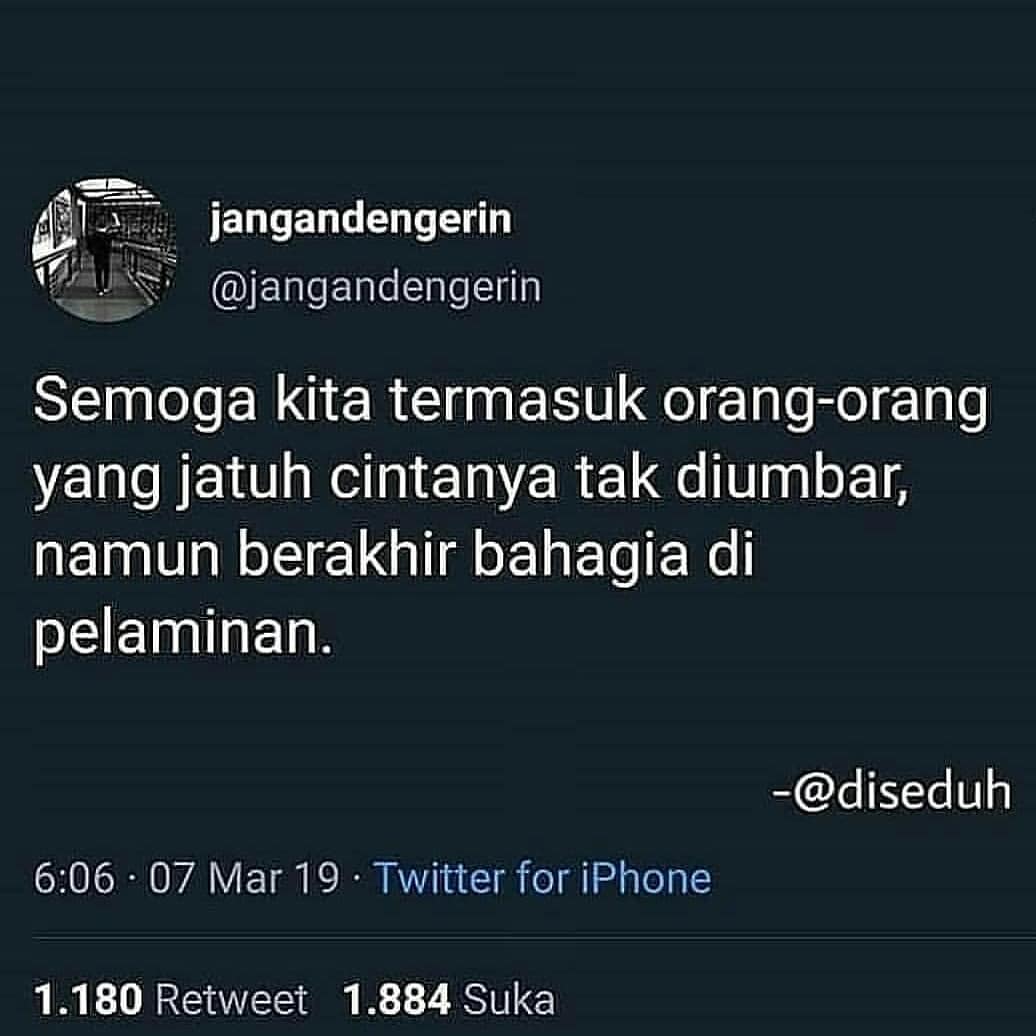 jangandengerin
@jangandengerin
Semoga kita termasuk orang-orang
yang jatuh cintanya tak diumbar,
namun berakhir bahagia di
pelaminan.
-@diseduh
6:06 · 07 Mar 19 · Twitter for iPhone
1.180 Retweet 1.884 Suka